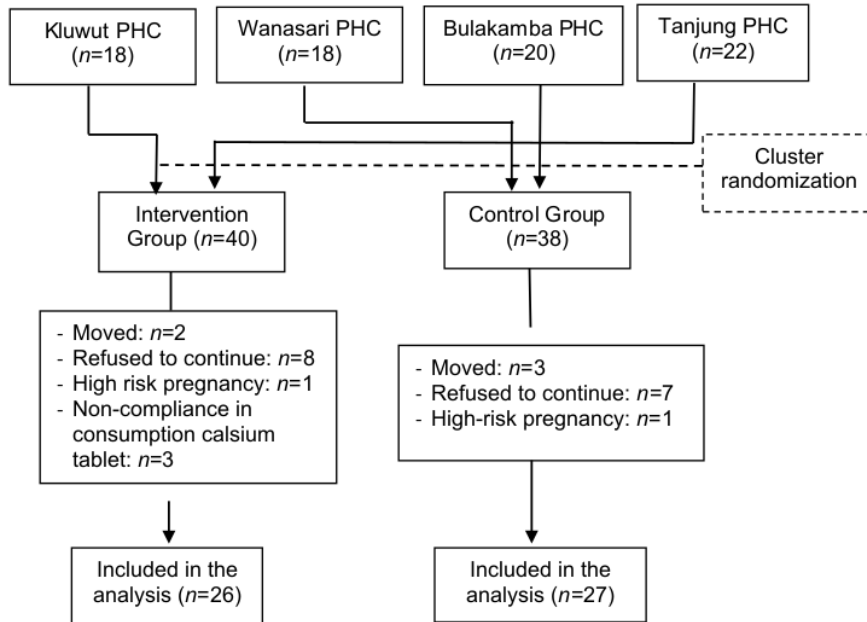 Kluwut PHC
(n=18)
Wanasari PHC
(n=18)
Bulakamba PHC
(n=20)
Tanjung PHC
(n=22)
Cluster
randomization
Intervention
Group (n=40)
Control Group
(n=38)
- Moved: n=2
- Refused to continue: n=8
- High risk pregnancy: n=1
- Non-compliance in
consumption calsium
tablet: n=3
- Moved: n=3
- Refused to continue: n=7
- High-risk pregnancy: n=1
Included in the
analysis (n=26)
Included in the
analysis (n=27)